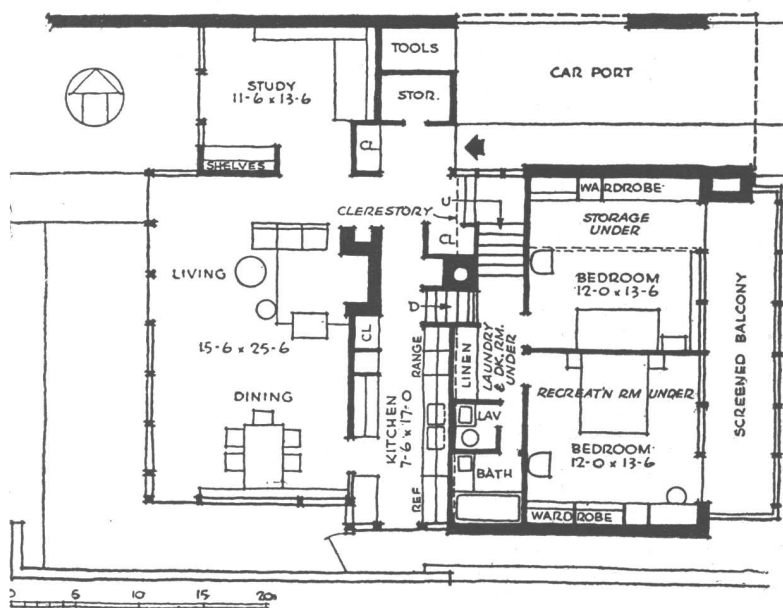 TOOLS
CAR PORT
STUDY
11-6 x 13-6
STOR.
CL
SHELVES
WARDROBE
CLERESTORY
U
STORAGE
UNDER
CL
LIVING
BEDROOM
12-0 x 13-6
D
15-6 x 25-6
CL
RANGE
LINEN
LAUNDRY
& DK. RM.
UNDER
SCREENED BALCONY
DINING
KITCHEN
7-6 x 17-0
RECREAT'N RM UNDER
LAV
BEDROOM
12-0 x 13-6
BATH
REF
WARDROBE
5 10 15 20